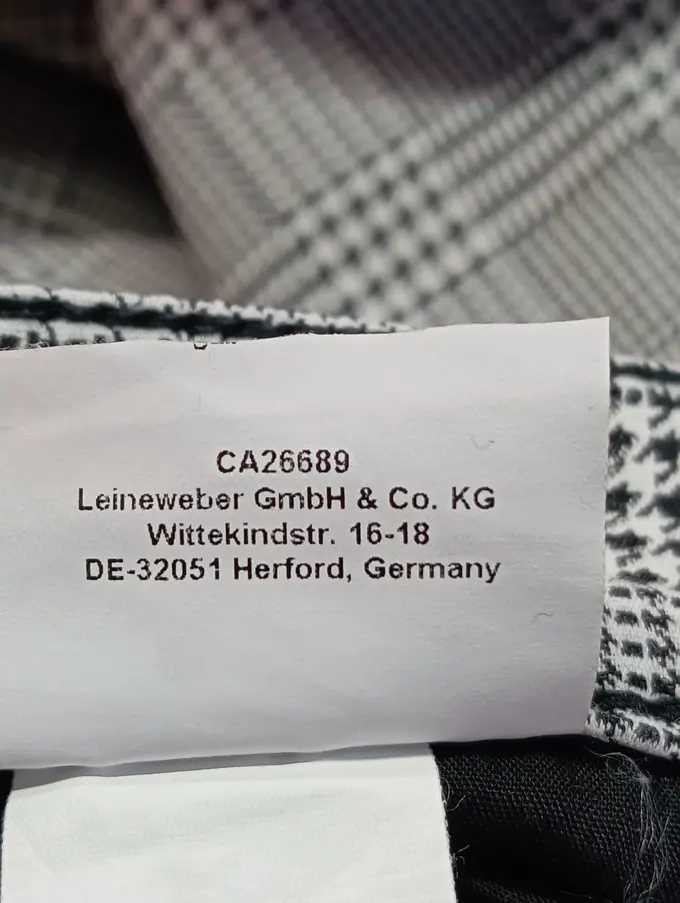 CA26689
Leineweber GmbH & Co. KG
Wittekindstr. 16-18
DE-32051 Herford, Germany